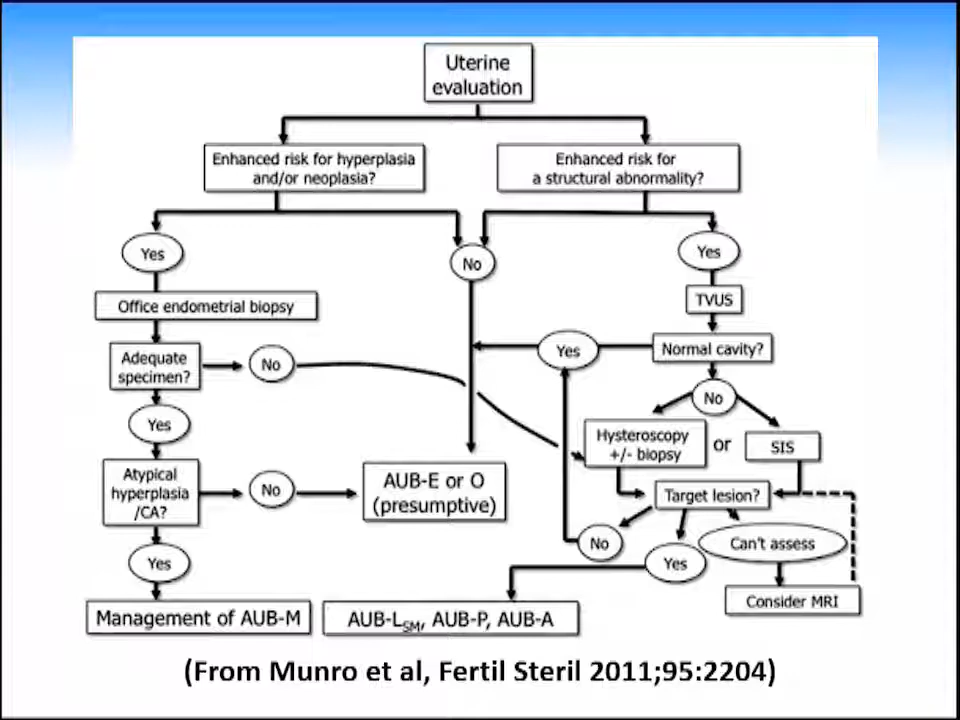 Uterine
evaluation
Enhanced risk for hyperplasia
and/or neoplasia?
Enhanced risk for
a structural abnormality?
Yes
No
Yes
Office endometrial biopsy
TVUS
Adequate
specimen?
No
Yes
Normal cavity?
No
Yes
Hysteroscopy
+/- biopsy
or
SIS
Atypical
hyperplasia
/CA?
No
AUB-E or O
(presumptive)
Target lesion?
No
Yes
Can't assess
Yes
Consider MRI
Management of AUB-M
AUB-LSM, AUB-P, AUB-A
(From Munro et al, Fertil Steril 2011;95:2204)